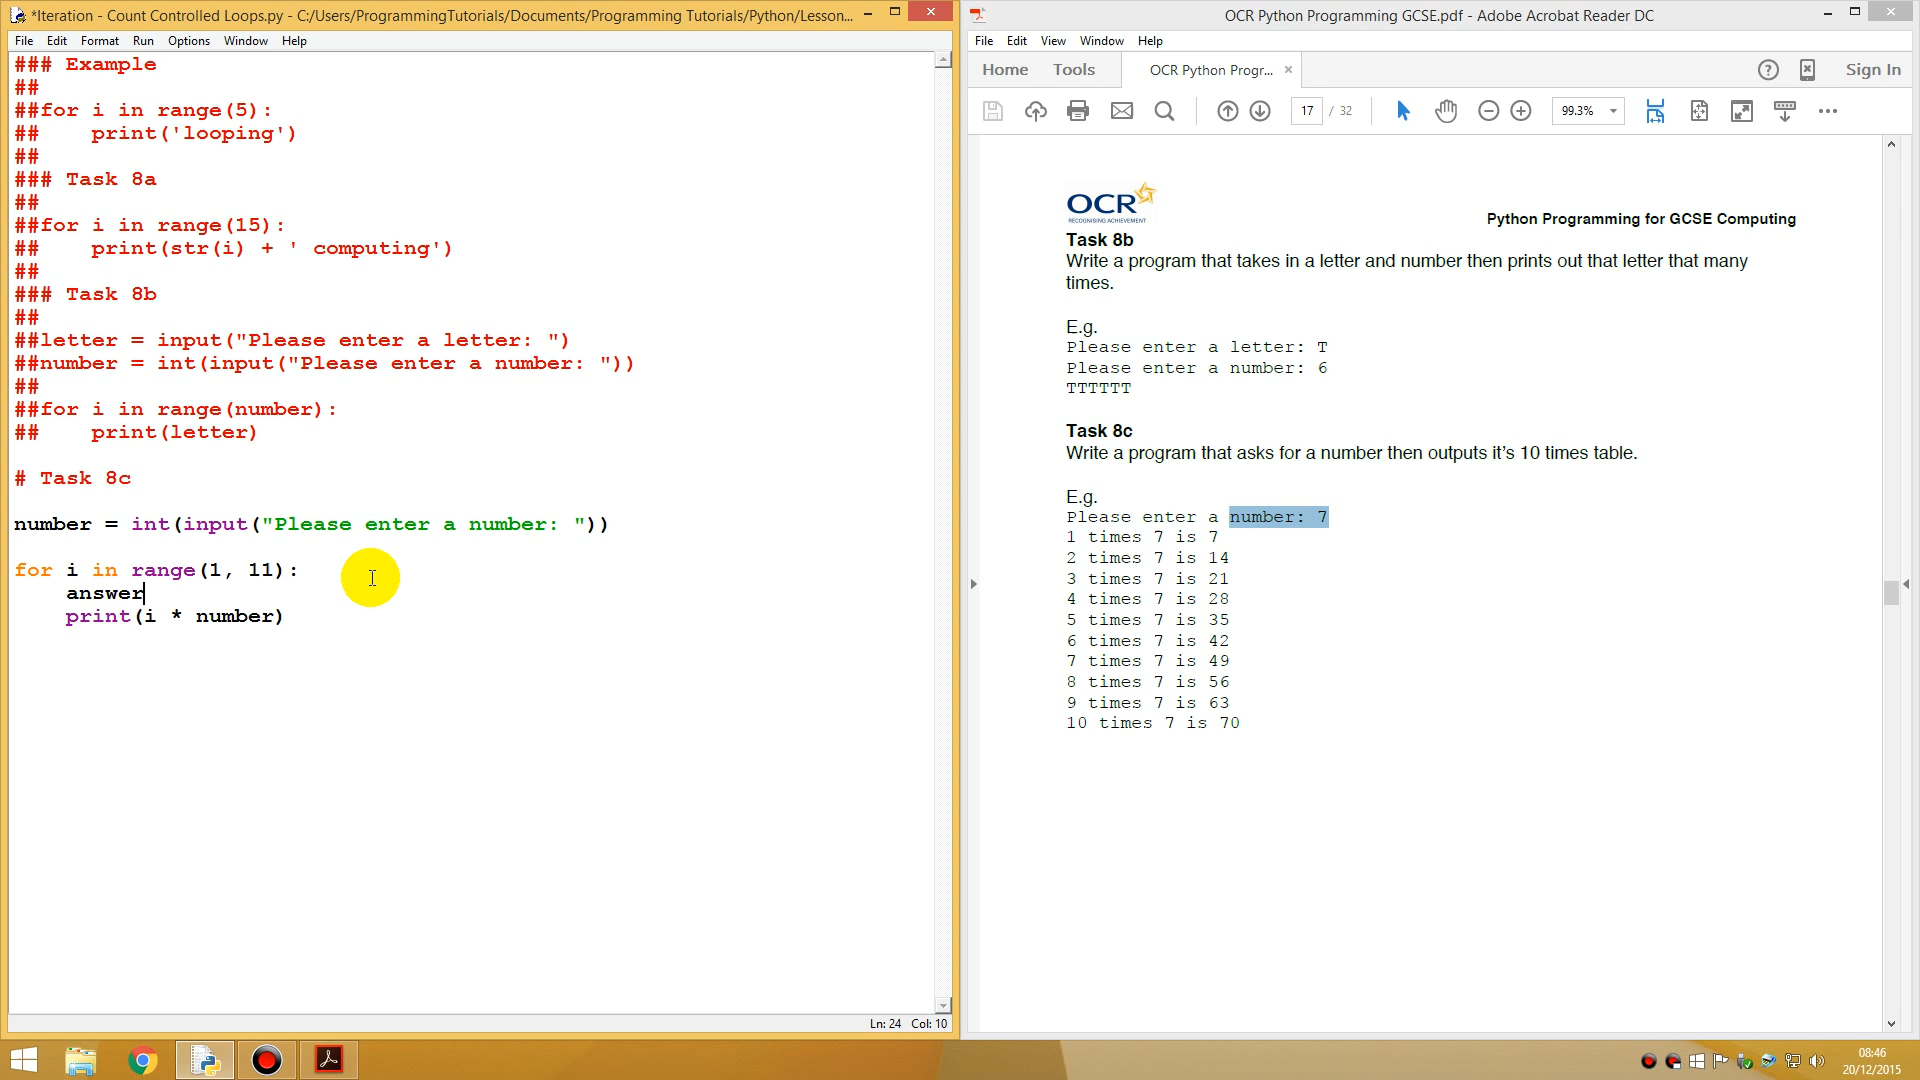 *Iteration - Count Controlled Loops.py - C:/Users/ProgrammingTutorials/Documents/Programming Tutorials/Python/Lesson...
File Edit Format Run Options Window Help
### Example
##
##for i in range(5):
##    print('looping')
##
### Task 8a
##
##for i in range(15):
##    print(str(i) + ' computing')
##
### Task 8b
##
##letter = input("Please enter a letter: ")
##number = int(input("Please enter a number: "))
##
##for i in range(number):
##    print(letter)
# Task 8c
number = int(input("Please enter a number: "))
for i in range(1, 11):
    answer
    print(i * number)
Ln: 24 Col: 10
OCR Python Programming GCSE.pdf - Adobe Acrobat Reader DC
File Edit View Window Help
Home Tools OCR Python Progr... × Sign In
17 / 32 99.3%
OCR
RECOGNISING ACHIEVEMENT
Python Programming for GCSE Computing
Task 8b
Write a program that takes in a letter and number then prints out that letter that many
times.
E.g.
Please enter a letter: T
Please enter a number: 6
TTTTTT
Task 8c
Write a program that asks for a number then outputs it’s 10 times table.
E.g.
Please enter a number: 7
1 times 7 is 7
2 times 7 is 14
3 times 7 is 21
4 times 7 is 28
5 times 7 is 35
6 times 7 is 42
7 times 7 is 49
8 times 7 is 56
9 times 7 is 63
10 times 7 is 70
08:46
20/12/2015